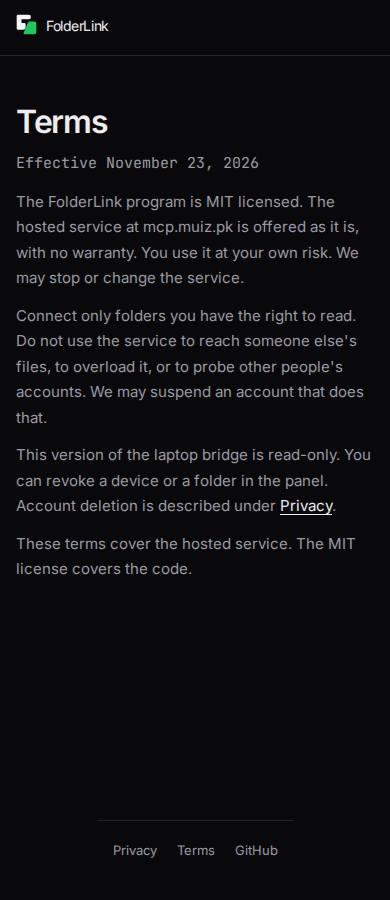 FolderLink
Terms
Effective November 23, 2026
The FolderLink program is MIT licensed. The
hosted service at mcp.muiz.pk is offered as it is,
with no warranty. You use it at your own risk. We
may stop or change the service.
Connect only folders you have the right to read.
Do not use the service to reach someone else's
files, to overload it, or to probe other people's
accounts. We may suspend an account that does
that.
This version of the laptop bridge is read-only. You
can revoke a device or a folder in the panel.
Account deletion is described under Privacy.
These terms cover the hosted service. The MIT
license covers the code.
Privacy Terms GitHub